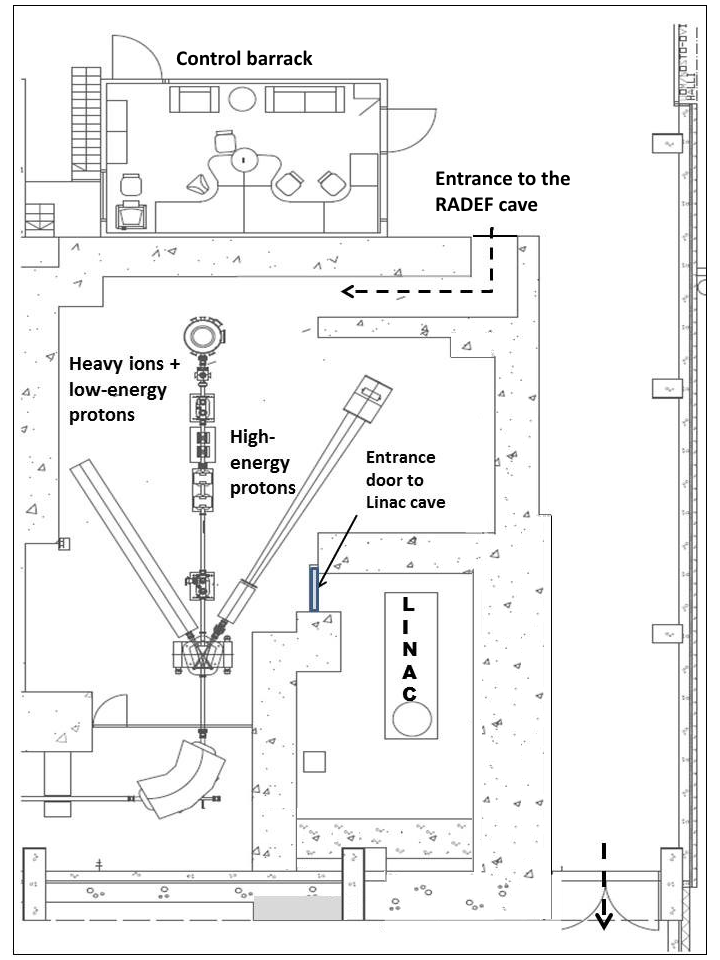 Control barrack
HALLI
Entrance to the
RADEF cave
Heavy ions +
low-energy
protons
High-
energy
protons
Entrance
door to
Linac cave
L
I
N
A
C